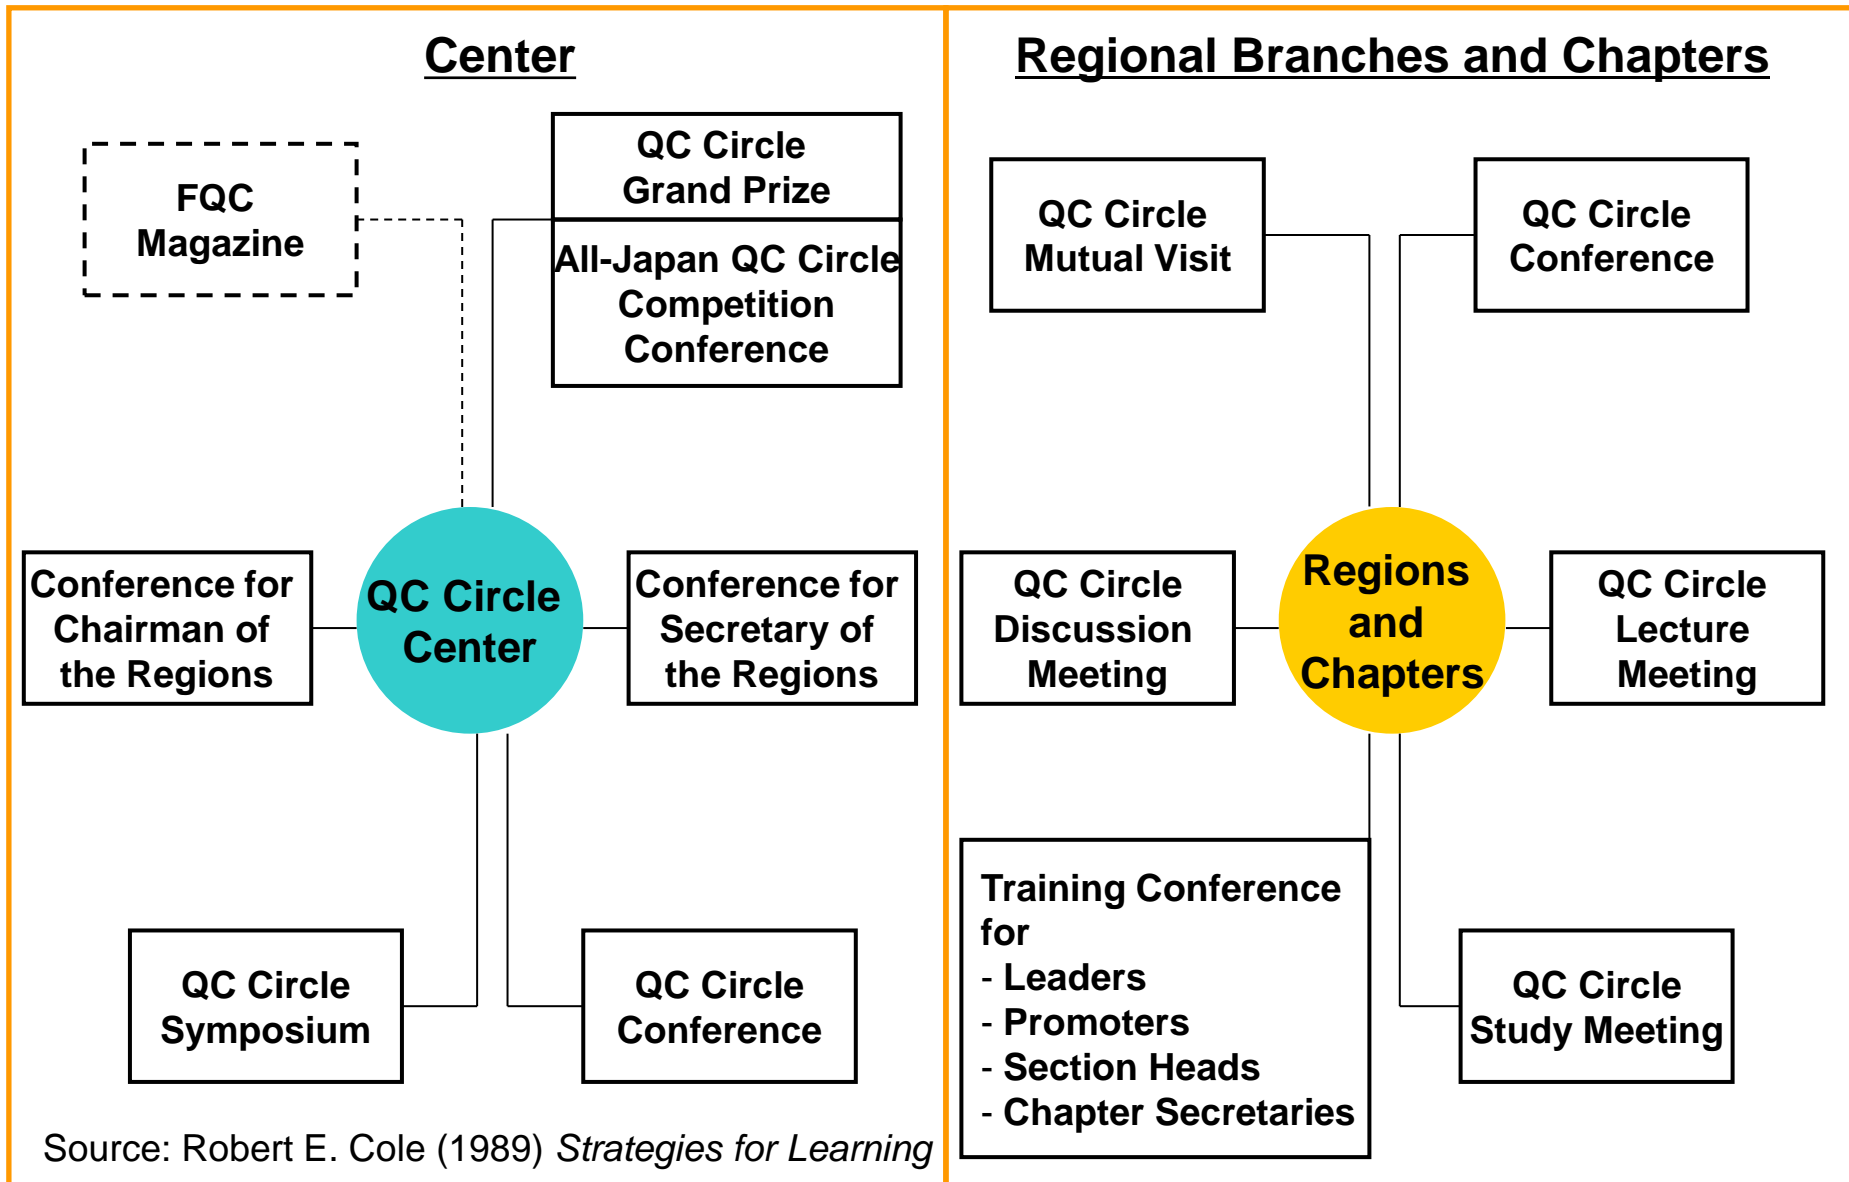 Center
FQC
Magazine
QC Circle
Grand Prize
All-Japan QC Circle
Competition
Conference
Conference for
Chairman of
the Regions
QC Circle
Center
Conference for
Secretary of
the Regions
QC Circle
Symposium
QC Circle
Conference
Source: Robert E. Cole (1989) Strategies for Learning
Regional Branches and Chapters
QC Circle
Mutual Visit
QC Circle
Conference
QC Circle
Discussion
Meeting
Regions
and
Chapters
QC Circle
Lecture
Meeting
Training Conference
for
- Leaders
- Promoters
- Section Heads
- Chapter Secretaries
QC Circle
Study Meeting